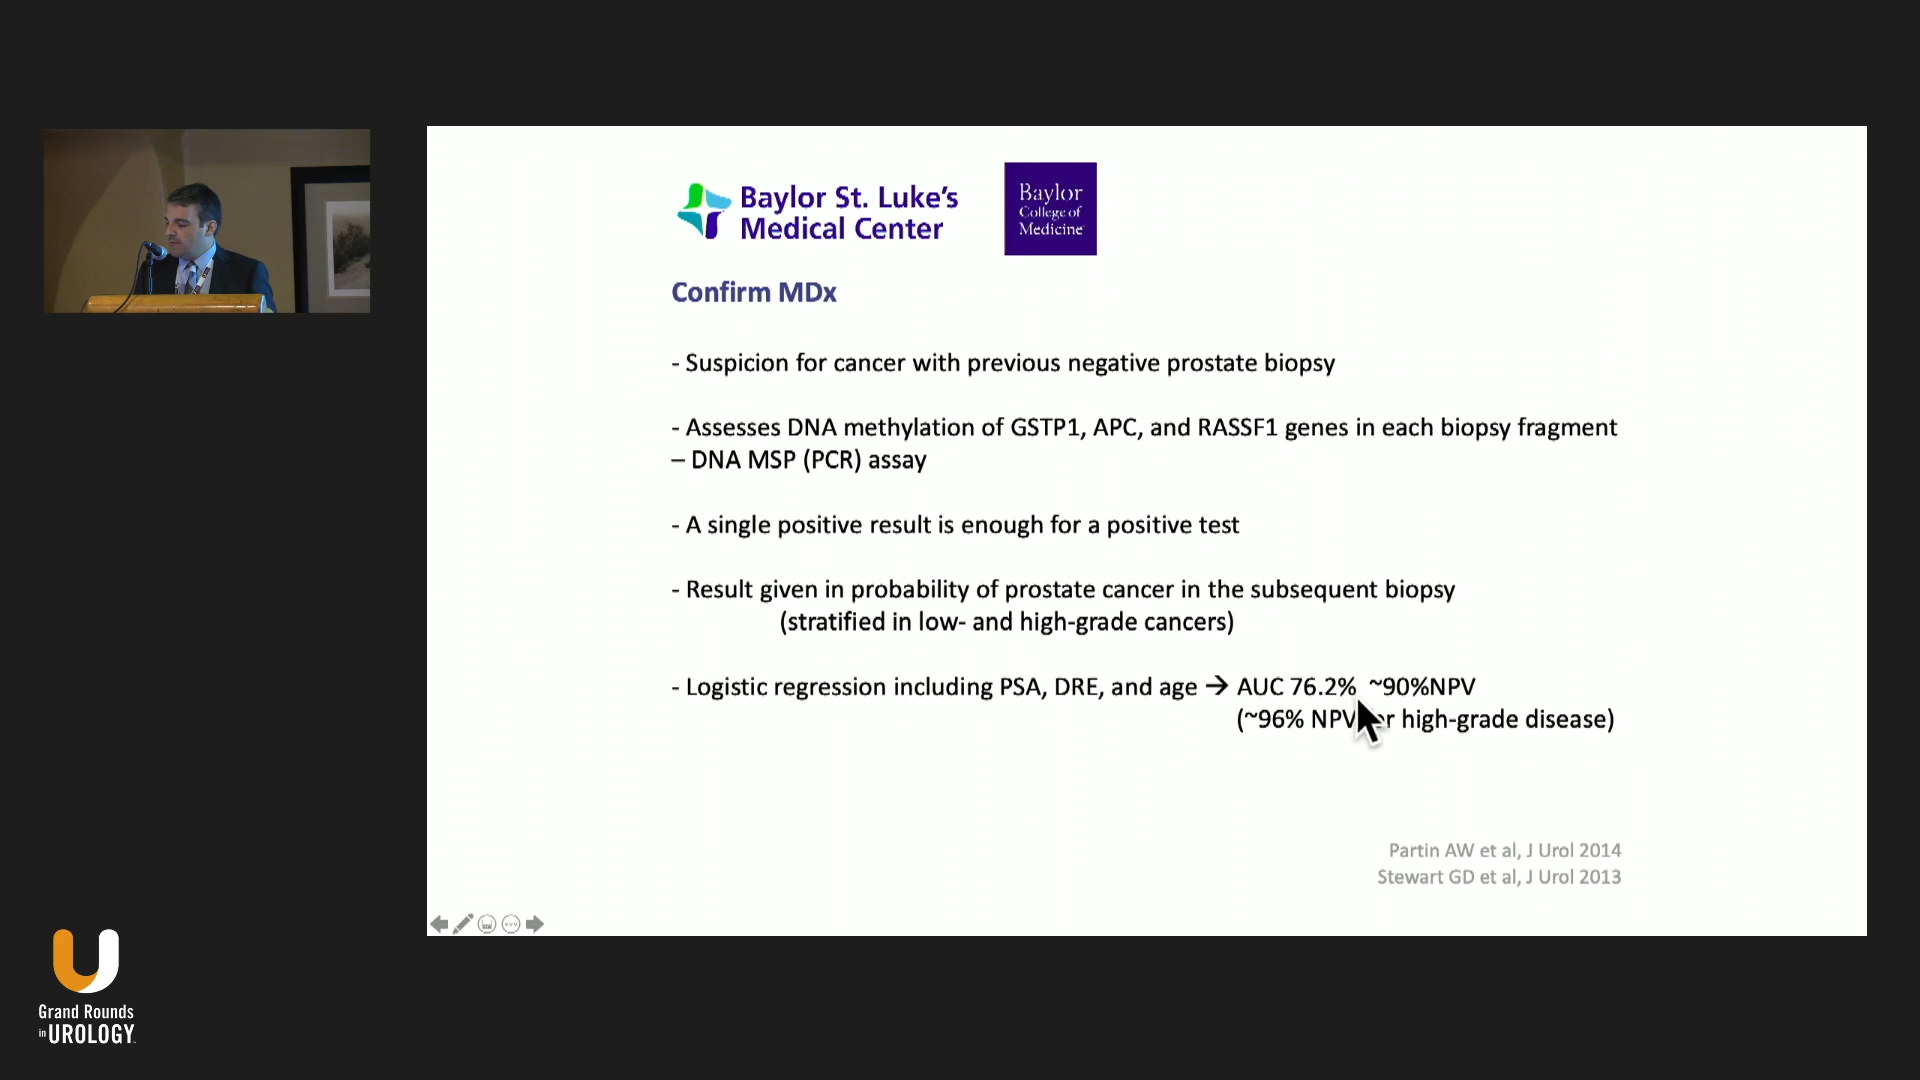 Baylor St. Luke's
Medical Center
Baylor
College of
Medicine
Confirm MDx
- Suspicion for cancer with previous negative prostate biopsy
- Assesses DNA methylation of GSTP1, APC, and RASSF1 genes in each biopsy fragment
– DNA MSP (PCR) assay
- A single positive result is enough for a positive test
- Result given in probability of prostate cancer in the subsequent biopsy
(stratified in low- and high-grade cancers)
- Logistic regression including PSA, DRE, and age → AUC 76.2% ~90%NPV
(~96% NPV high-grade disease)
Partin AW et al, J Urol 2014
Stewart GD et al, J Urol 2013
Grand Rounds
in UROLOGY